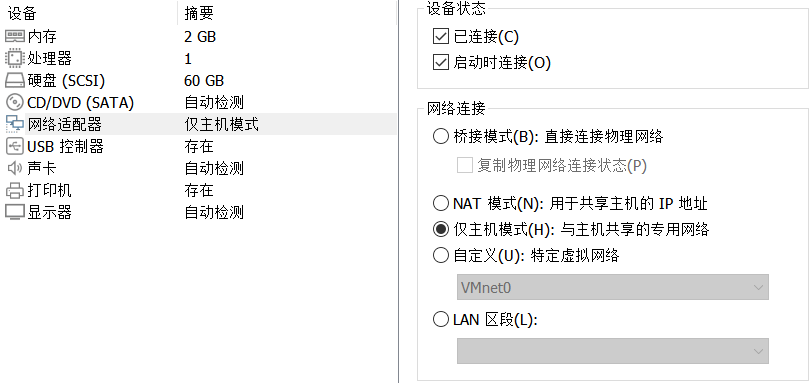 设备 摘要
内存 2 GB
处理器 1
硬盘 (SCSI) 60 GB
CD/DVD (SATA) 自动检测
网络适配器 仅主机模式
USB 控制器 存在
声卡 自动检测
打印机 存在
显示器 自动检测
设备状态
已连接(C)
启动时连接(O)
网络连接
桥接模式(B): 直接连接物理网络
复制物理网络连接状态(P)
NAT 模式(N): 用于共享主机的 IP 地址
仅主机模式(H): 与主机共享的专用网络
自定义(U): 特定虚拟网络
VMnet0
LAN 区段(L):